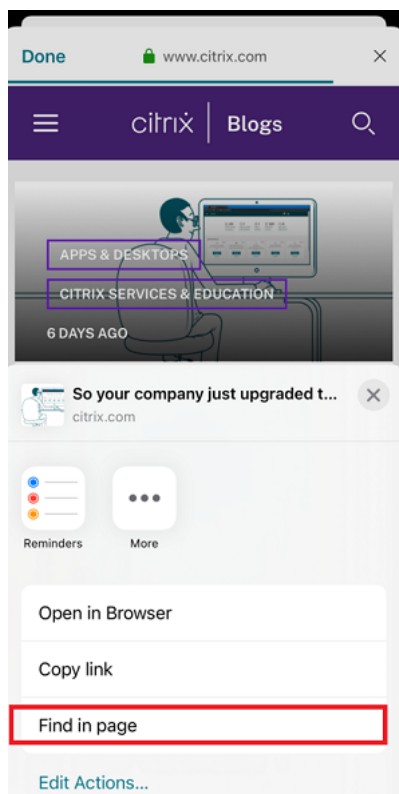 Done www.citrix.com
citrix Blogs
APPS & DESKTOPS
CITRIX SERVICES & EDUCATION
6 DAYS AGO
So your company just upgraded t...
citrix.com
Reminders More
Open in Browser
Copy link
Find in page
Edit Actions...